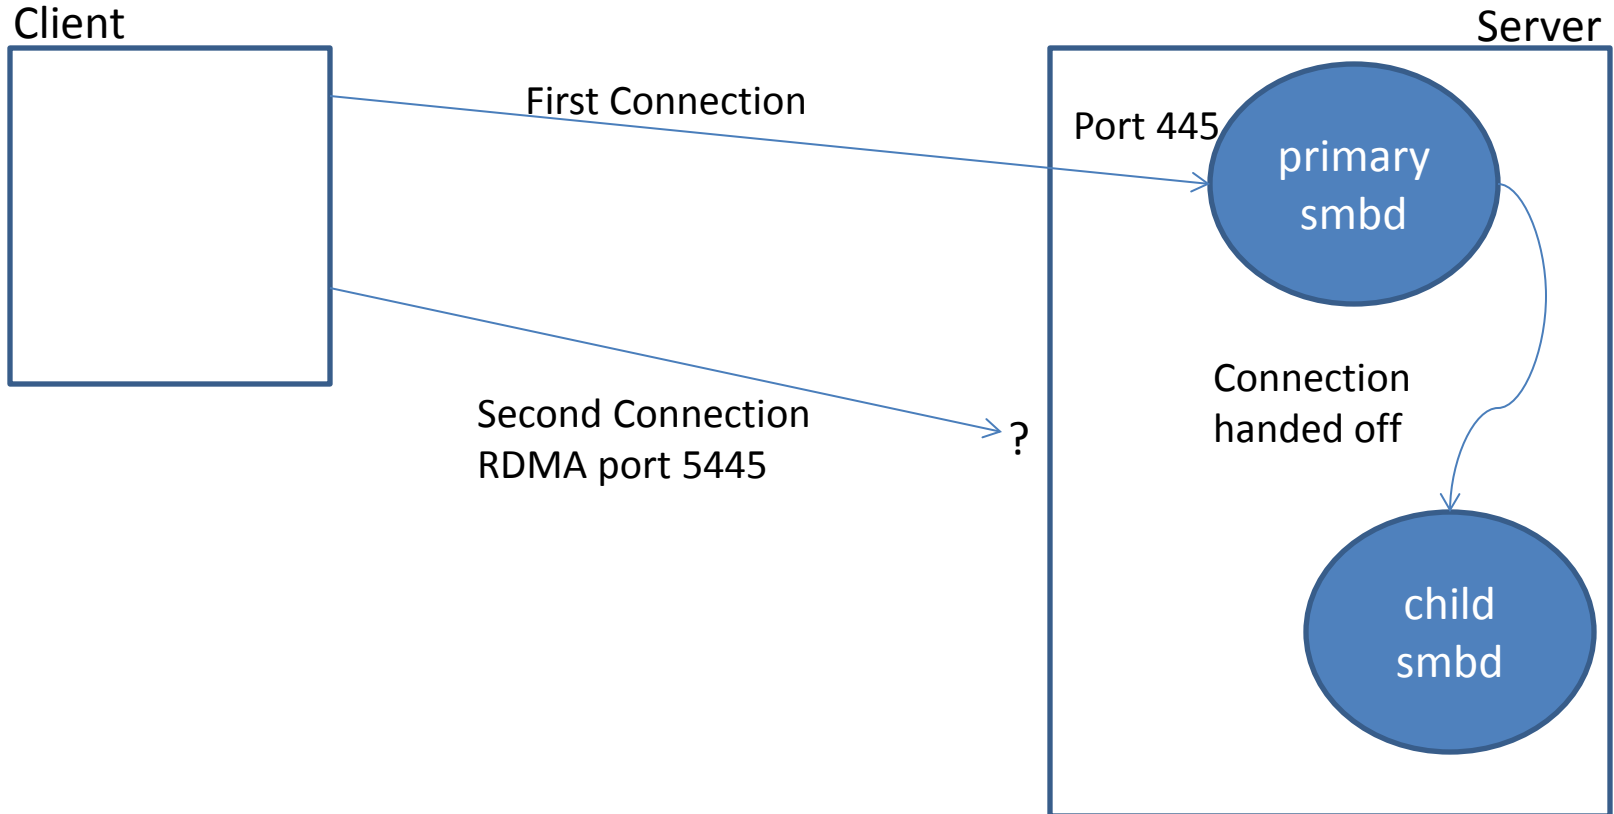 Client
Server
First Connection
Port 445
primary
smbd
Second Connection
RDMA port 5445
?
Connection
handed off
child
smbd